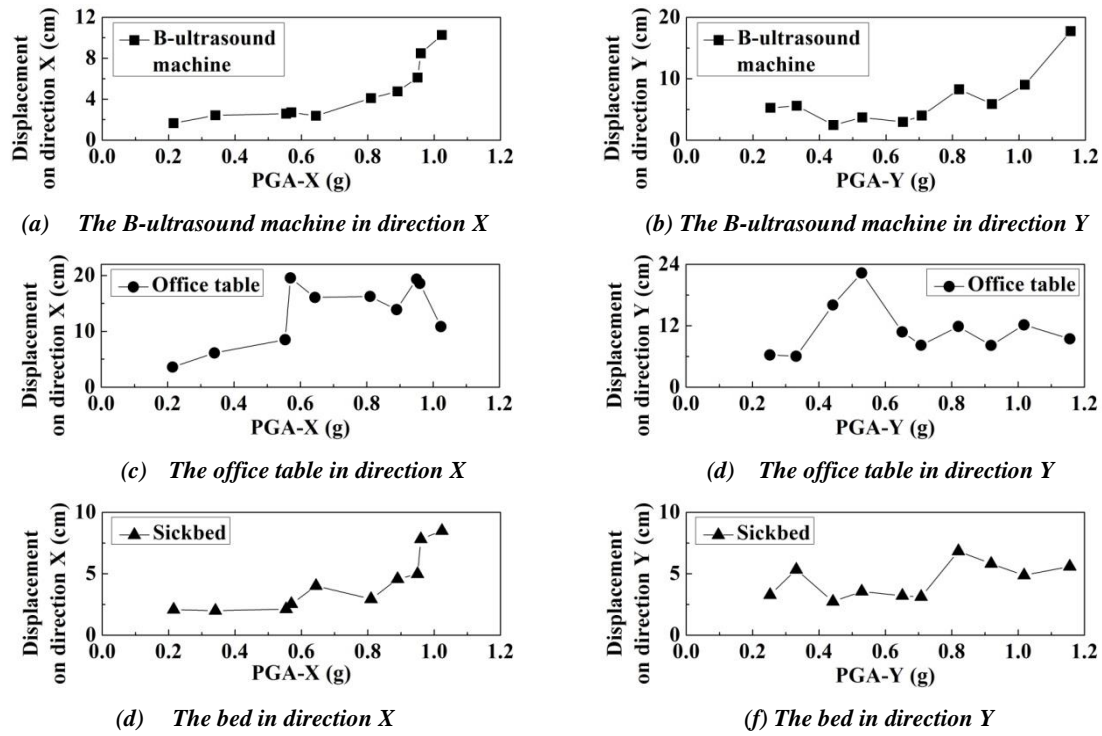 Displacement
on direction X (cm)
12
8
4
0
B-ultrasound
machine
0.0 0.2 0.4 0.6 0.8 1.0 1.2
PGA-X (g)
(a) The B-ultrasound machine in direction X
Displacement
on direction Y (cm)
20
10
0
B-ultrasound
machine
0.0 0.2 0.4 0.6 0.8 1.0 1.2
PGA-Y (g)
(b) The B-ultrasound machine in direction Y
Displacement
on direction X (cm)
20
10
0
Office table
0.0 0.2 0.4 0.6 0.8 1.0 1.2
PGA-X (g)
(c) The office table in direction X
Displacement
on direction Y (cm)
24
12
0
Office table
0.0 0.2 0.4 0.6 0.8 1.0 1.2
PGA-Y (g)
(d) The office table in direction Y
Displacement
on direction X (cm)
10
5
0
Sickbed
0.0 0.2 0.4 0.6 0.8 1.0 1.2
PGA-X (g)
(d) The bed in direction X
Displacement
on direction Y (cm)
10
5
0
Sickbed
0.0 0.2 0.4 0.6 0.8 1.0 1.2
PGA-Y (g)
(f) The bed in direction Y